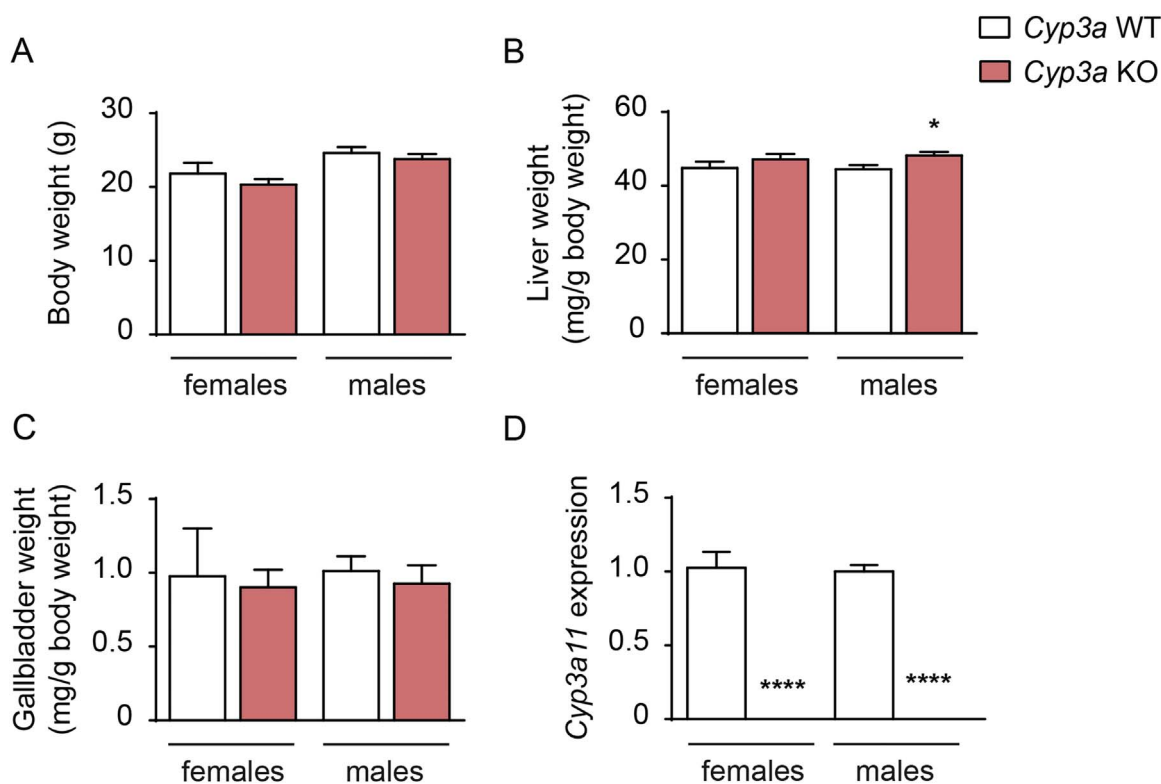 Cyp3a WT
Cyp3a KO
A
Body weight (g)
30
20
10
0
females
males
B
Liver weight
(mg/g body weight)
60
40
20
0
*
females
males
C
Gallbladder weight
(mg/g body weight)
1.5
1.0
0.5
0
females
males
D
Cyp3a11 expression
1.5
1.0
0.5
0
****
****
females
males